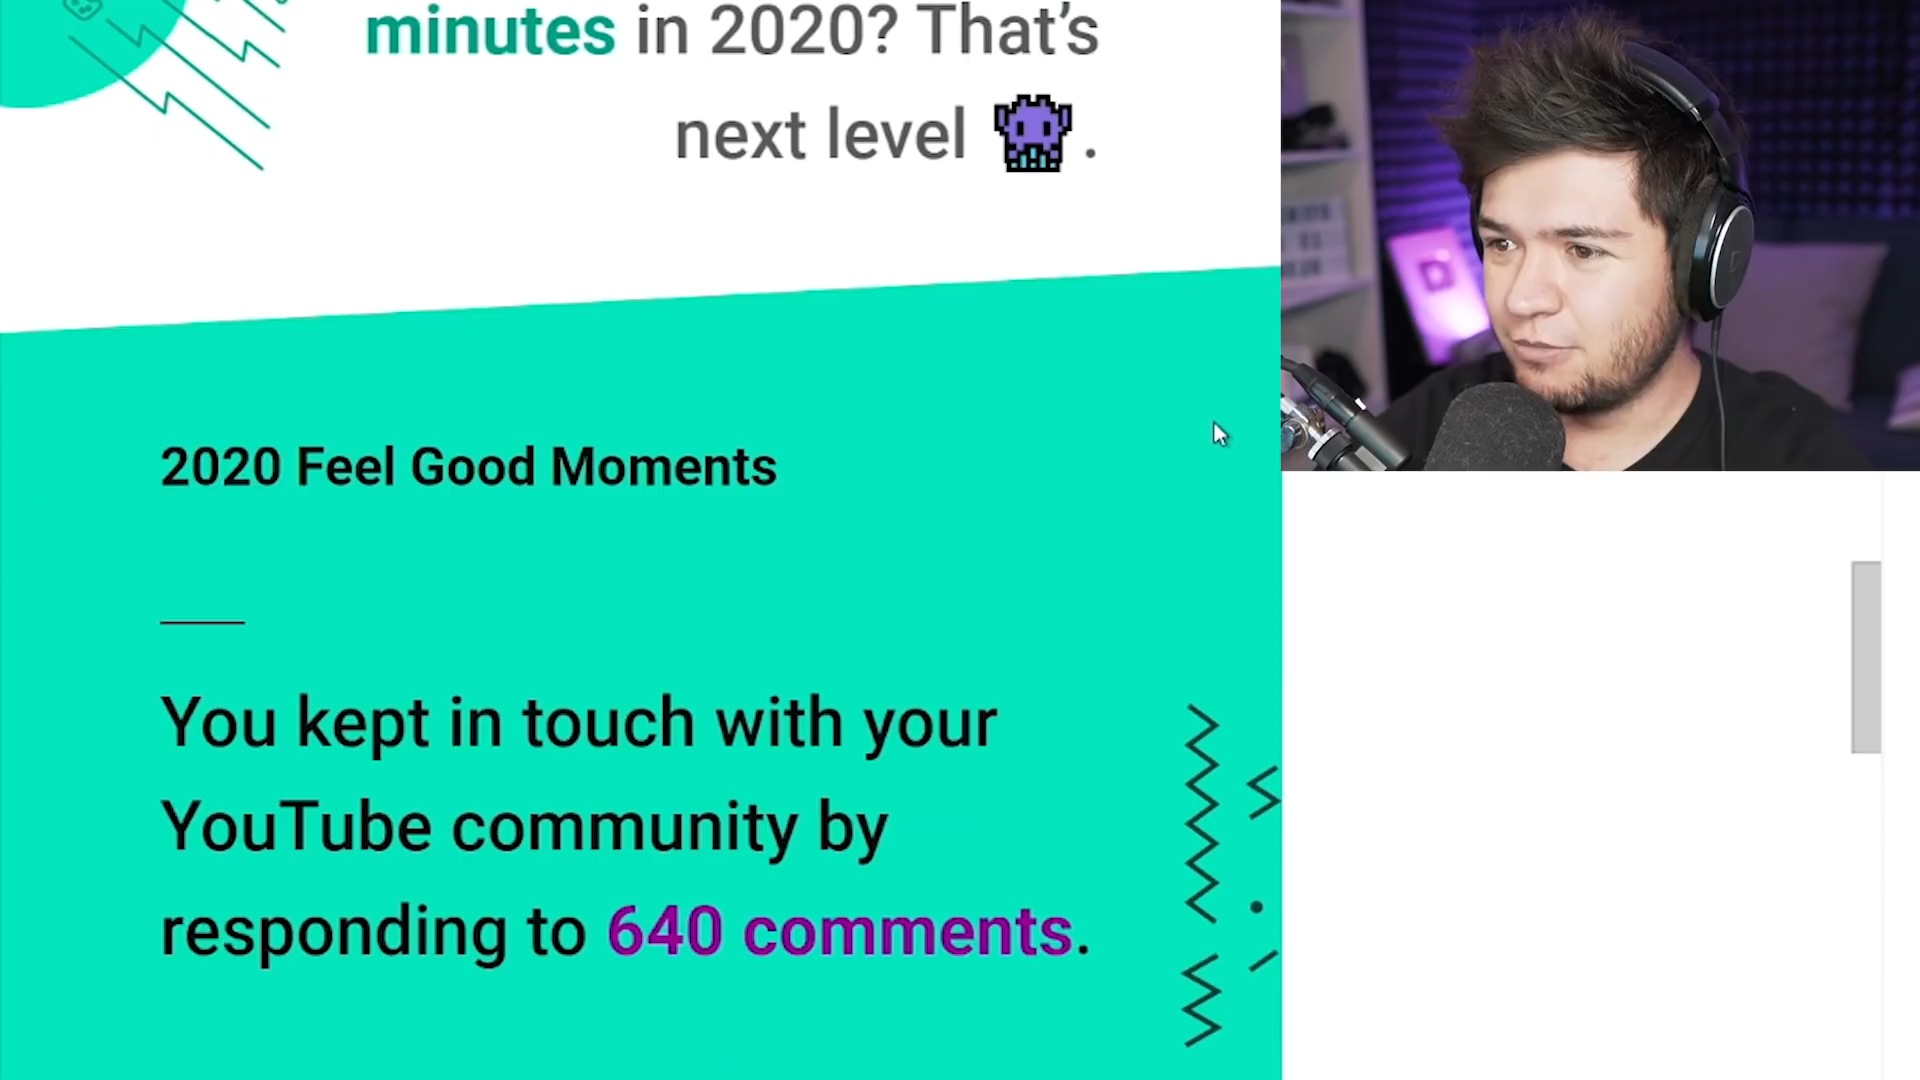 minutes in 2020? That's
next level .
2020 Feel Good Moments
You kept in touch with your
YouTube community by
responding to 640 comments.